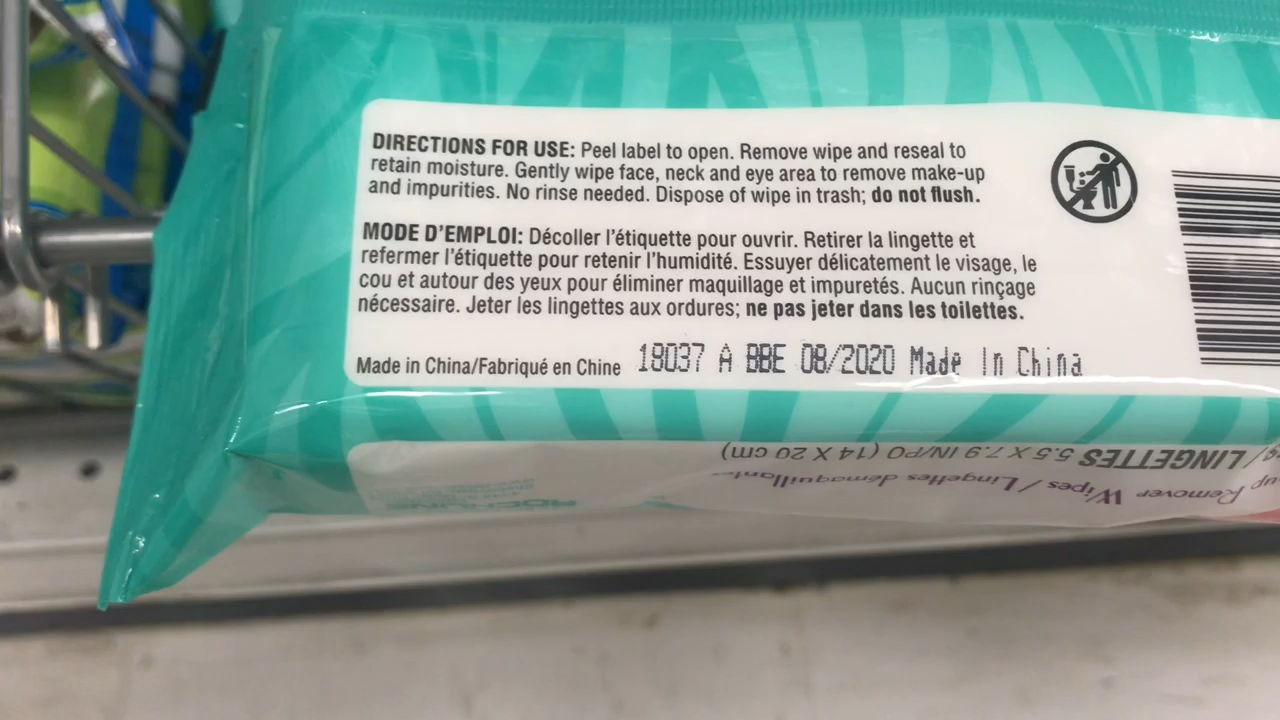 DIRECTIONS FOR USE: Peel label to open. Remove wipe and reseal to
retain moisture. Gently wipe face, neck and eye area to remove make-up
and impurities. No rinse needed. Dispose of wipe in trash; do not flush.
MODE D'EMPLOI: Décoller l'étiquette pour ouvrir. Retirer la lingette et
refermer l'étiquette pour retenir l'humidité. Essuyer délicatement le visage, le
cou et autour des yeux pour éliminer maquillage et impuretés. Aucun rinçage
nécessaire. Jeter les lingettes aux ordures; ne pas jeter dans les toilettes.
Made in China/Fabriqué en Chine 18037 A BBE 08/2020 Made In China
up Remover Wipes / Lingettes démaquillant
/ LINGETTES 5.5 X 7.9 IN/PO (14 X 20 cm)